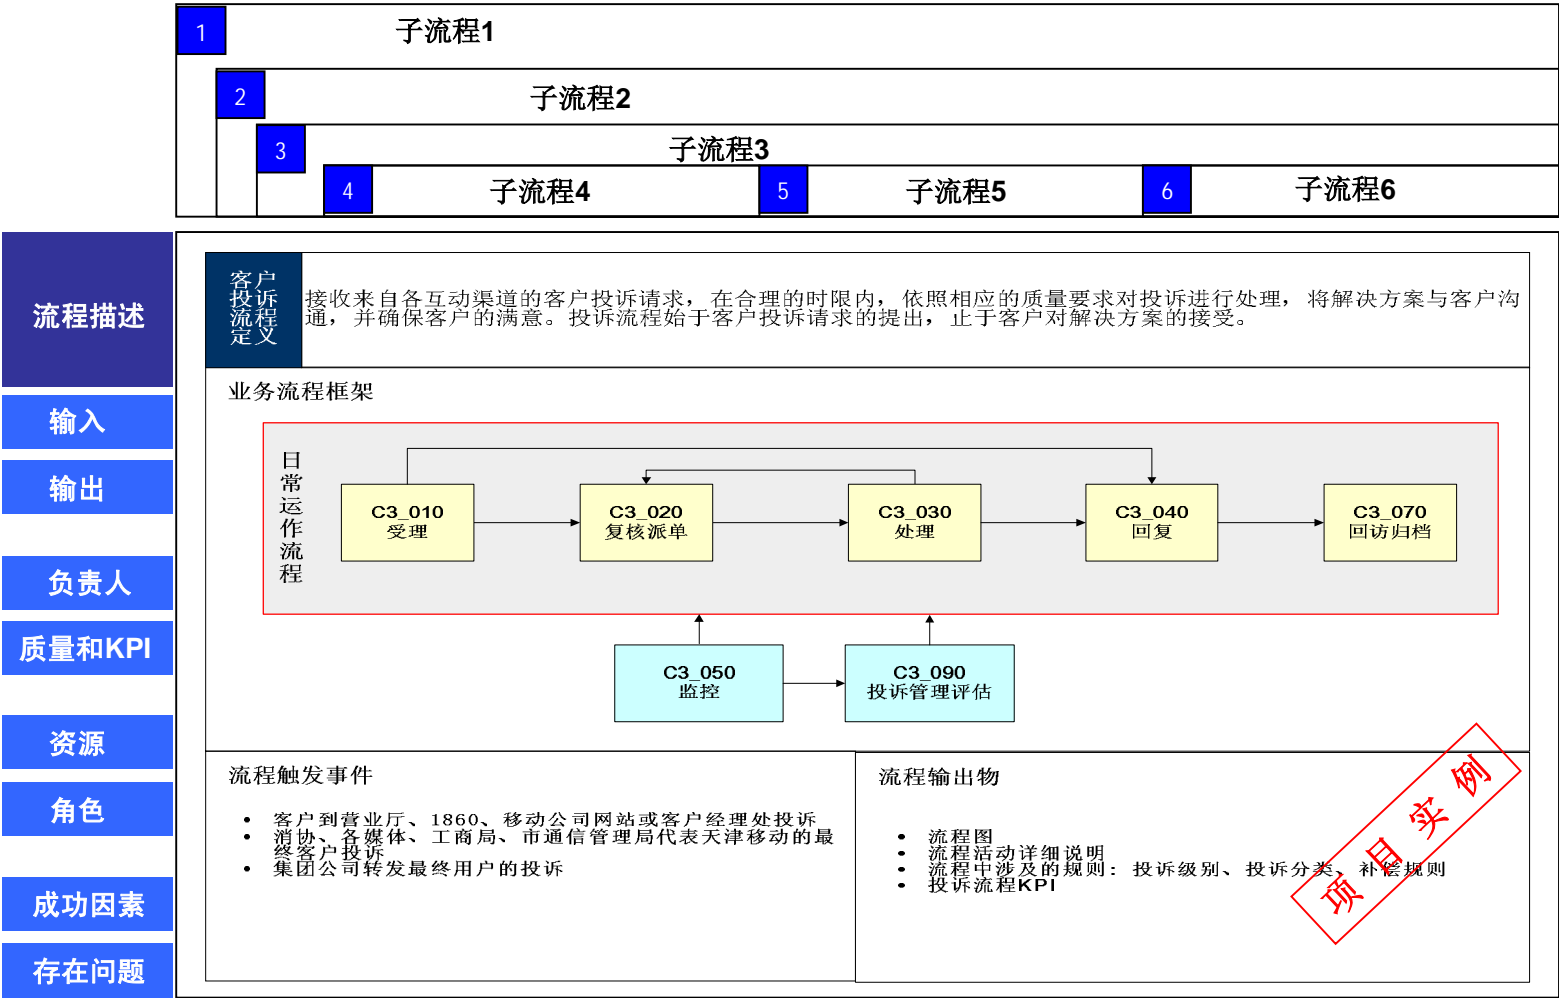 1
子流程1
2
子流程2
3
子流程3
4
子流程4
5
子流程5
6
子流程6
流程描述
输入
输出
负责人
质量和KPI
资源
角色
成功因素
存在问题
客户
投诉
流程
定义
接收来自各互动渠道的客户投诉请求，在合理的时限内，依照相应的质量要求对投诉进行处理，将解决方案与客户沟
通，并确保客户的满意。投诉流程始于客户投诉请求的提出，止于客户对解决方案的接受。
业务流程框架
日常运作流程
C3_010
受理
C3_020
复核派单
C3_030
处理
C3_040
回复
C3_070
回访归档
C3_050
监控
C3_090
投诉管理评估
流程触发事件
• 客户到营业厅、1860、移动公司网站或客户经理处投诉
• 消协、各媒体、工商局、市通信管理局代表天津移动的最
终客户投诉
• 集团公司转发最终用户的投诉
流程输出物
• 流程图
• 流程活动详细说明
• 流程中涉及的规则：投诉级别、投诉分类、补偿规则
• 投诉流程KPI
项目实例